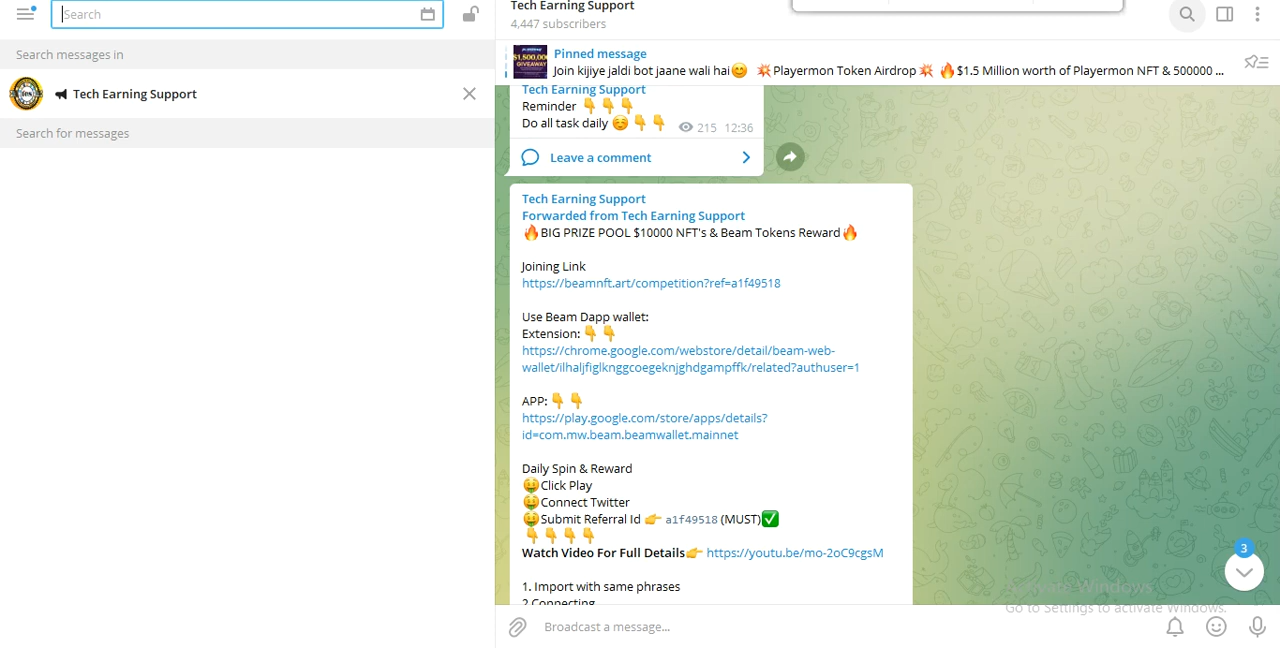 Search
Search messages in
Tech Earning Support
Search for messages
Tech Earning Support
4,447 subscribers
Pinned message
Join kijiye jaldi bot jaane wali hai😊 💥Playermon Token Airdrop💥 🔥$1.5 Million worth of Playermon NFT & 500000 ...
$1,500,000
GIVEAWAY
Tech Earning Support
Reminder 👇👇👇
Do all task daily ☺️👇👇 215 12:36
Leave a comment
Tech Earning Support
Forwarded from Tech Earning Support
🔥BIG PRIZE POOL $10000 NFT's & Beam Tokens Reward🔥
Joining Link
https://beamnft.art/competition?ref=a1f49518
Use Beam Dapp wallet:
Extension: 👇👇
https://chrome.google.com/webstore/detail/beam-web-
wallet/ilhaljfiglknggcoegeknjghdgampffk/related?authuser=1
APP: 👇👇
https://play.google.com/store/apps/details?
id=com.mw.beam.beamwallet.mainnet
Daily Spin & Reward
🤑Click Play
🤑Connect Twitter
🤑Submit Referral Id 👉 a1f49518 (MUST)✅
👇👇👇👇
Watch Video For Full Details👉 https://youtu.be/mo-2oC9cgsM
1. Import with same phrases
2.Connecting
3
Activate Windows
Go to Settings to activate Windows.
Broadcast a message...